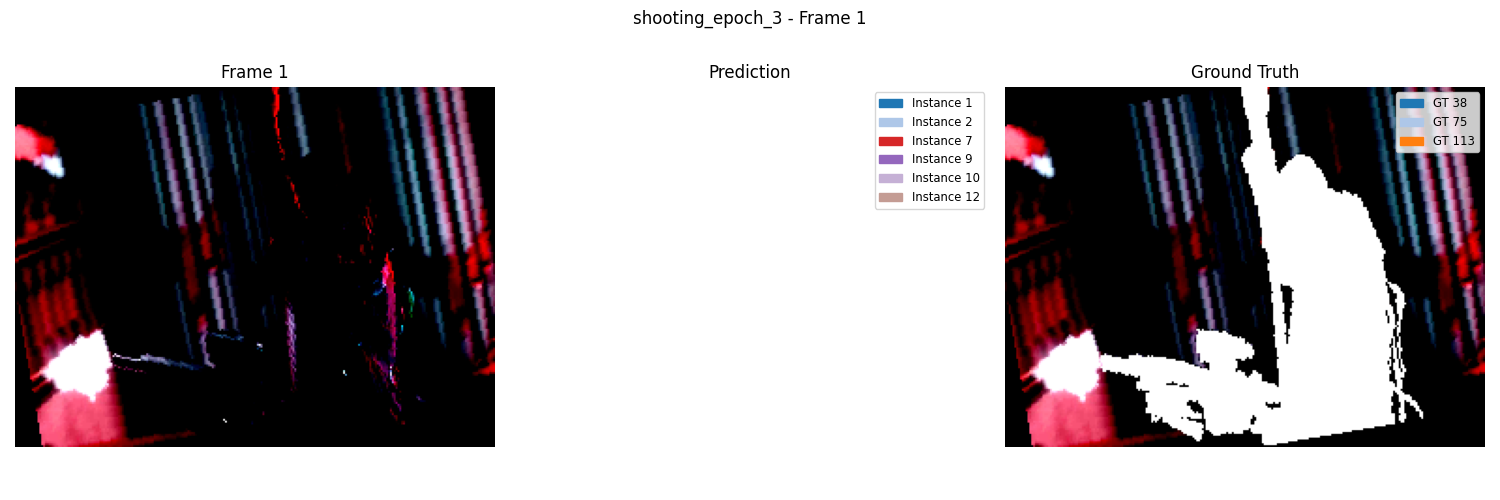 shooting_epoch_3 - Frame 1
Frame 1
Prediction
Ground Truth
Instance 1
Instance 2
Instance 7
Instance 9
Instance 10
Instance 12
GT 38
GT 75
GT 113